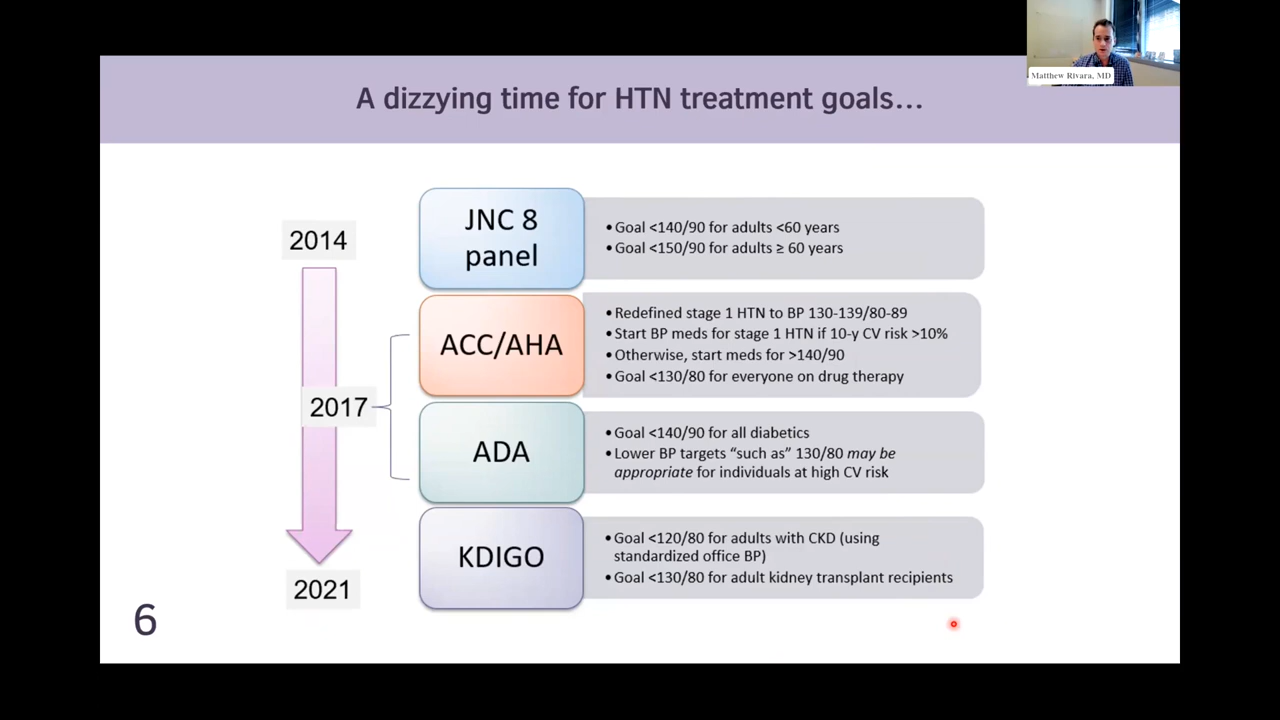 Matthew Rivara, MD
A dizzying time for HTN treatment goals…
2014
2017
2021
JNC 8
panel
• Goal <140/90 for adults <60 years
• Goal <150/90 for adults ≥ 60 years
ACC/AHA
• Redefined stage 1 HTN to BP 130-139/80-89
• Start BP meds for stage 1 HTN if 10-y CV risk >10%
• Otherwise, start meds for >140/90
• Goal <130/80 for everyone on drug therapy
ADA
• Goal <140/90 for all diabetics
• Lower BP targets “such as” 130/80 may be
appropriate for individuals at high CV risk
KDIGO
• Goal <120/80 for adults with CKD (using
standardized office BP)
• Goal <130/80 for adult kidney transplant recipients
6